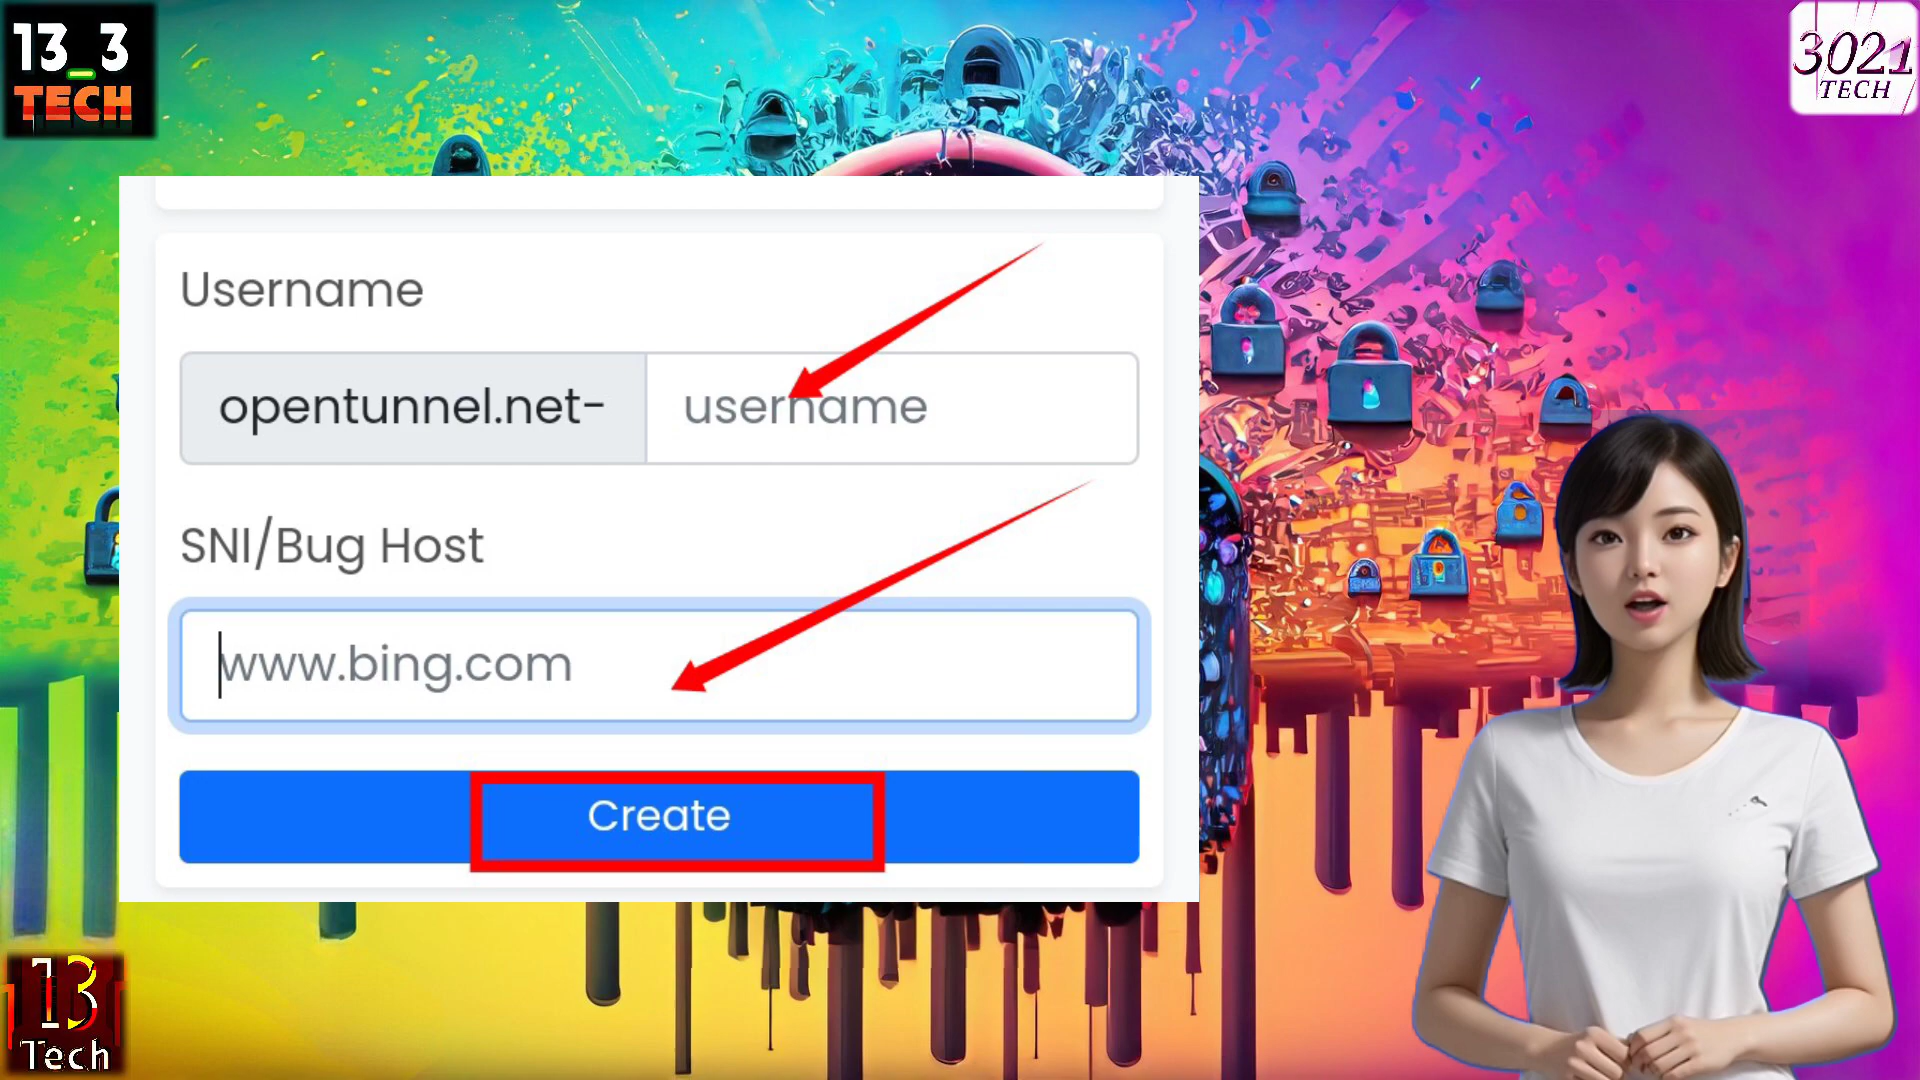 13_3
TECH
3021
TECH
Username
opentunnel.net-
username
SNI/Bug Host
www.bing.com
Create
13
Tech